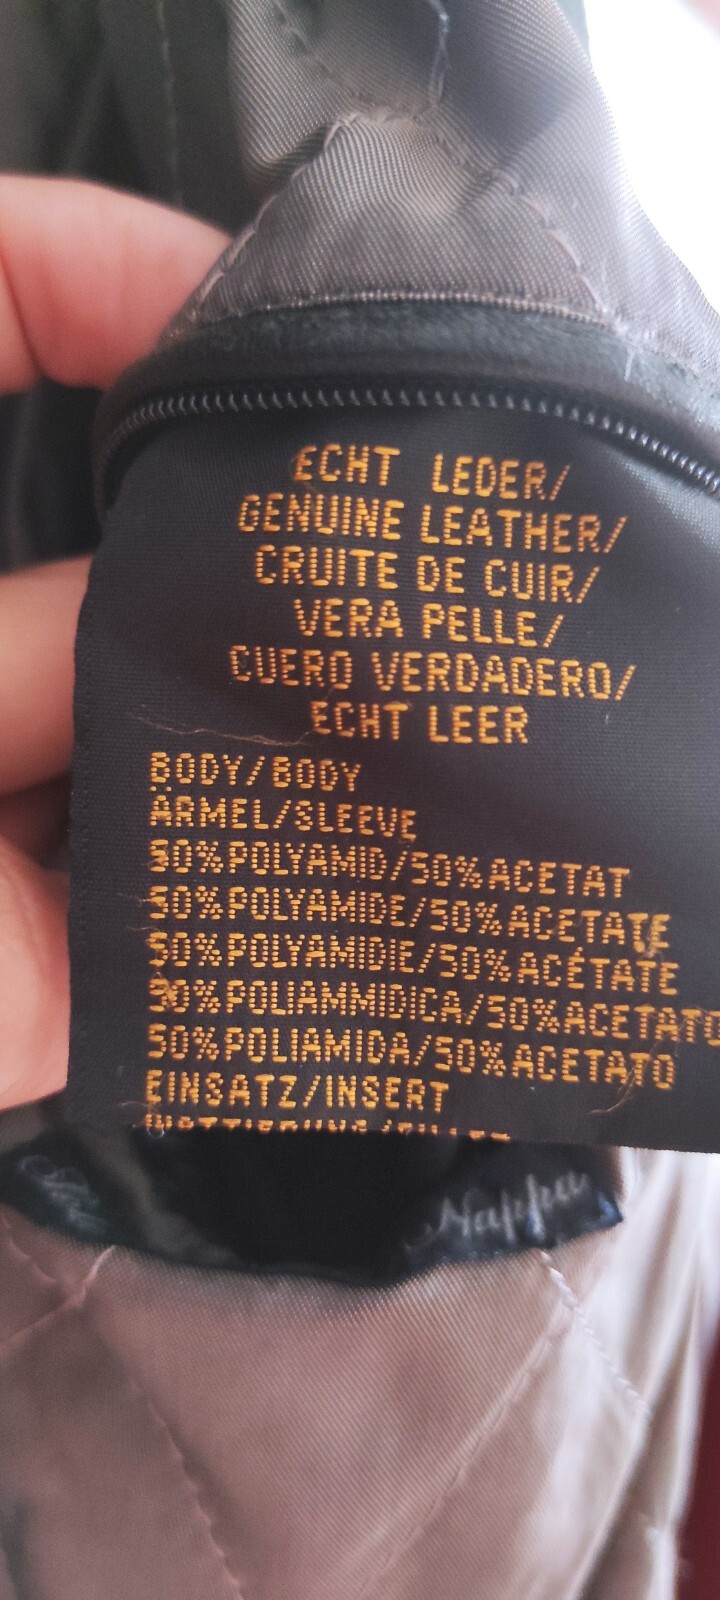 ECHT LEDER/
GENUINE LEATHER/
CRUITE DE CUIR/
VERA PELLE/
CUERO VERDADERO/
ECHT LEER
BODY/BODY
ÄRMEL/SLEEVE
50%POLYAMID/50%ACETAT
50%POLYAMIDE/50%ACETATE
50%POLYAMIDIE/50%ACÉTATE
50%POLIAMMIDICA/50%ACETATO
50%POLIAMIDA/50%ACETATO
EINSATZ/INSERT
Nappa